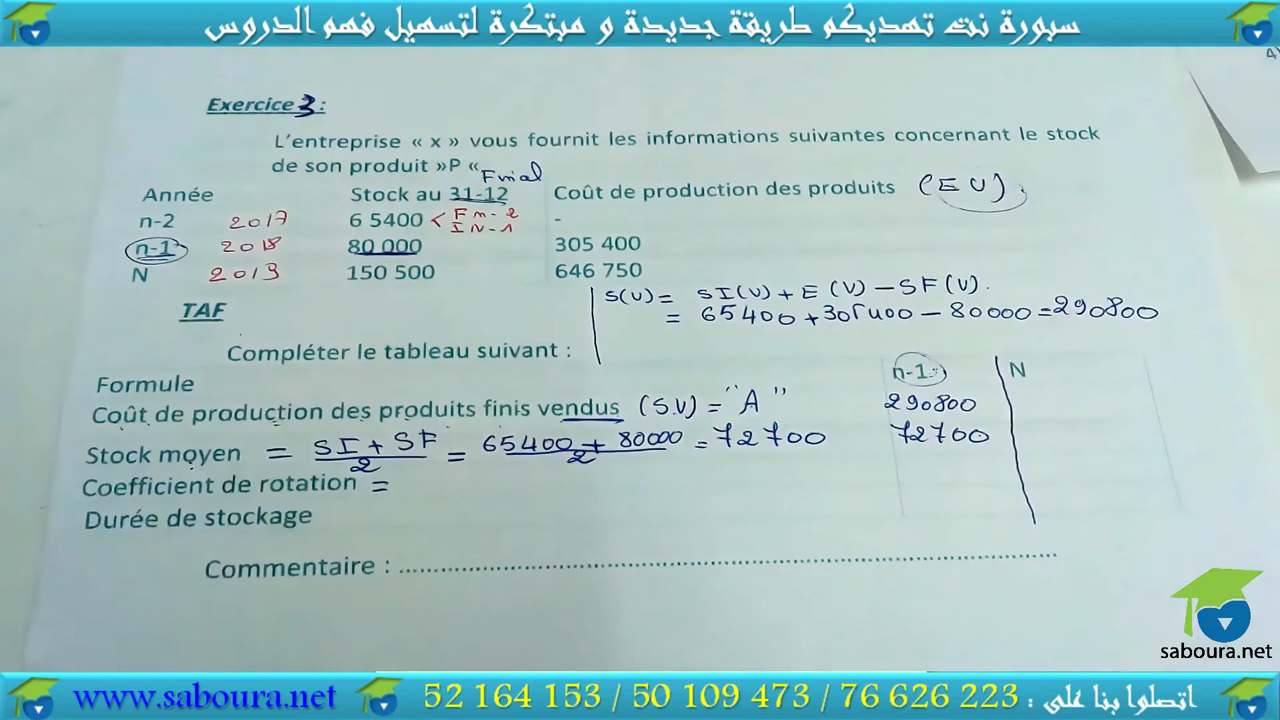 سبورة نت تهديكم طريقة جديدة و مبتكرة لتسهيل فهم الدروس
Exercice 3 :
L'entreprise « x » vous fournit les informations suivantes concernant le stock
de son produit »P «
Final
Année Stock au 31-12 Coût de production des produits (E V)
n-2 2017 6 5400 < F n-2 -
I N-1
n-1 2018 80 000 305 400
N 2019 150 500 646 750
S(V) = SI(V) + E (V) - SF(V).
= 65400 + 305400 - 80000 = 290800
TAF
Compléter le tableau suivant :
Formule n-1 N
Coût de production des produits finis vendus (S.V) = "A" 290800
Stock moyen = SI + SF / 2 = 65400 + 80000 / 2 = 72700 72700
Coefficient de rotation =
Durée de stockage
Commentaire : ........................................................................
saboura.net
www.saboura.net 52 164 153 / 50 109 473 / 76 626 223 اتصلوا بنا على :